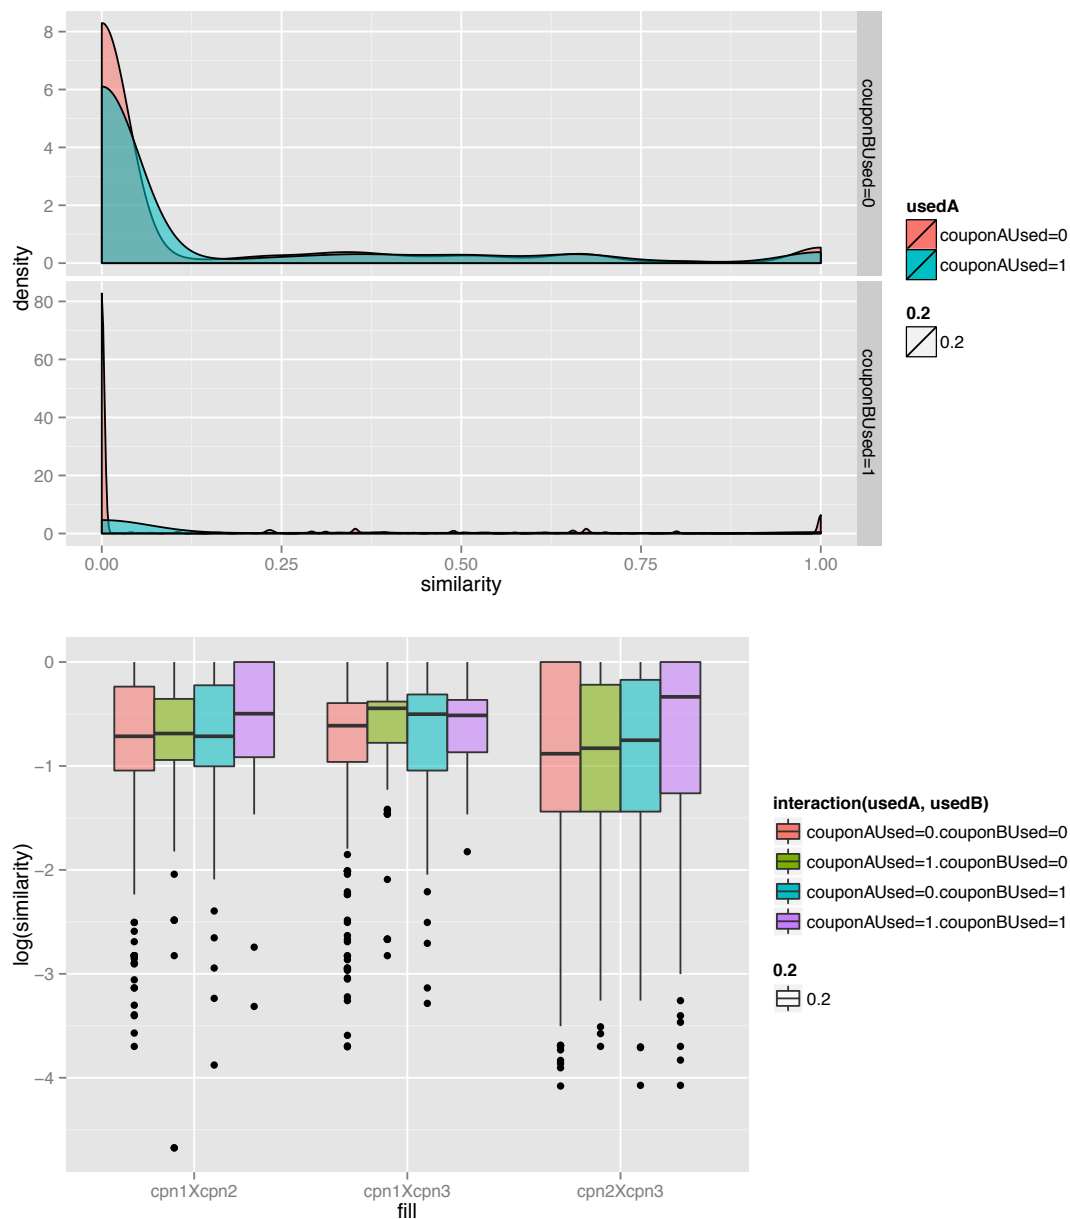 8
6
4
2
0
couponBUsed=0
density
80
60
40
20
0
couponBUsed=1
0.00
0.25
0.50
0.75
1.00
similarity
usedA
couponAUsed=0
couponAUsed=1
0.2
0.2
0
−1
−2
−3
−4
log(similarity)
cpn1Xcpn2
cpn1Xcpn3
cpn2Xcpn3
fill
interaction(usedA, usedB)
couponAUsed=0.couponBUsed=0
couponAUsed=1.couponBUsed=0
couponAUsed=0.couponBUsed=1
couponAUsed=1.couponBUsed=1
0.2
0.2